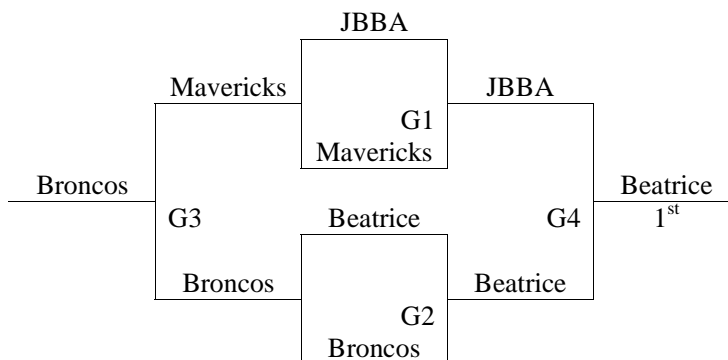 JBBA
Mavericks JBBA
G1
Mavericks
Broncos Beatrice
Beatrice
G3 G4 1st
Broncos Beatrice
G2
Broncos